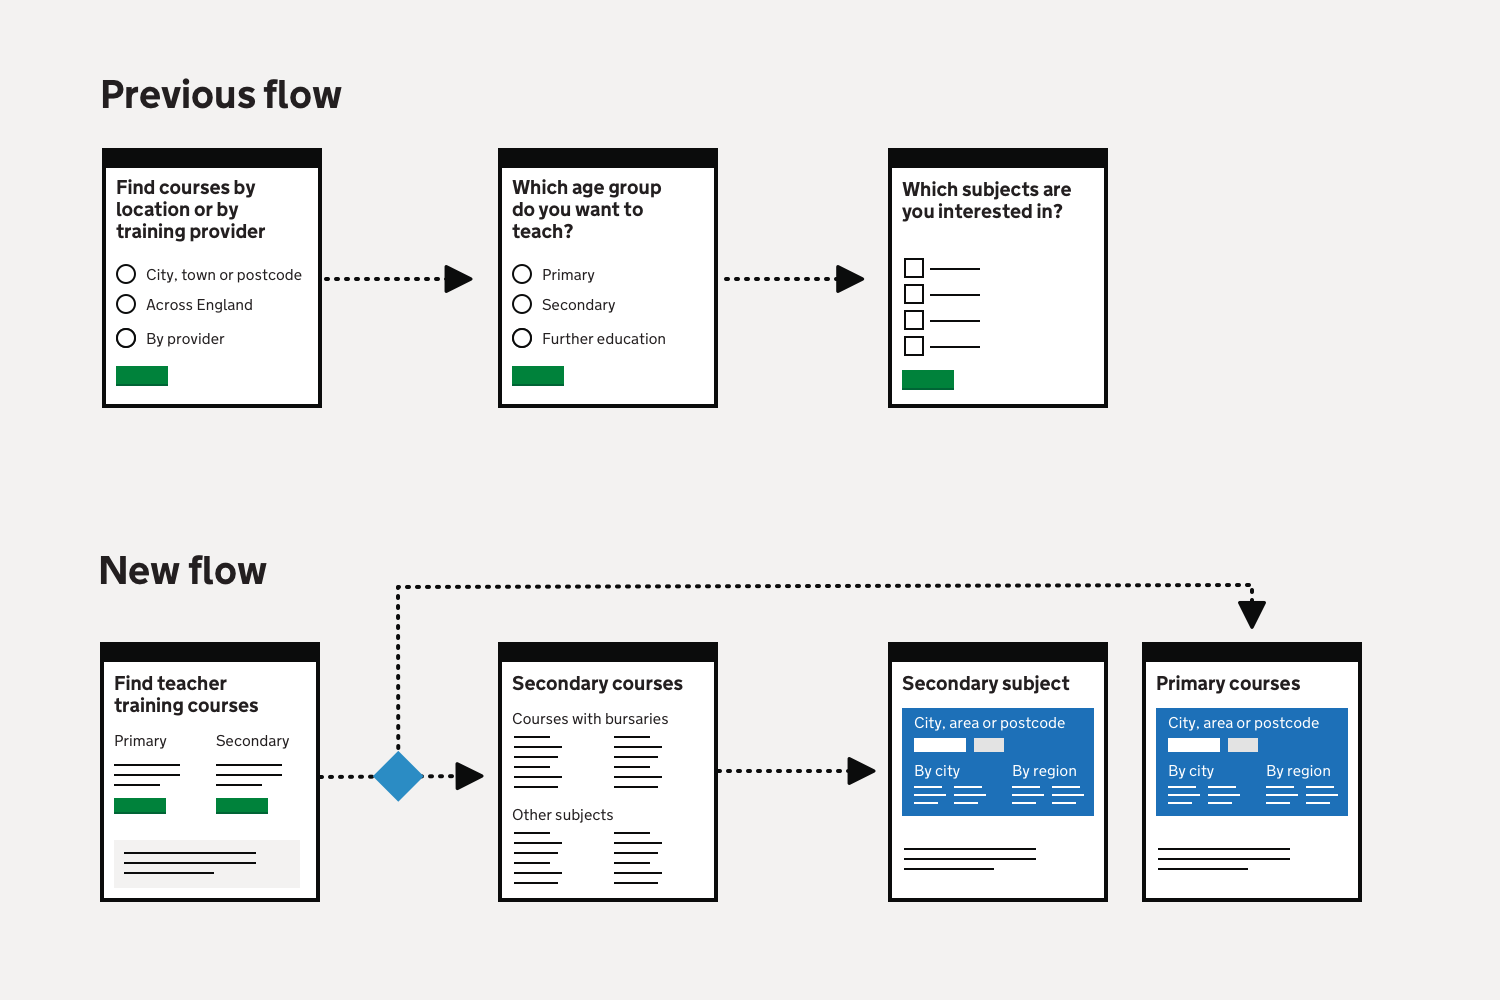 Previous flow
Find courses by
location or by
training provider
City, town or postcode
Across England
By provider
Which age group
do you want to
teach?
Primary
Secondary
Further education
Which subjects are
you interested in?
New flow
Find teacher
training courses
Primary
Secondary
Secondary courses
Courses with bursaries
Other subjects
Secondary subject
City, area or postcode
By city
By region
Primary courses
City, area or postcode
By city
By region